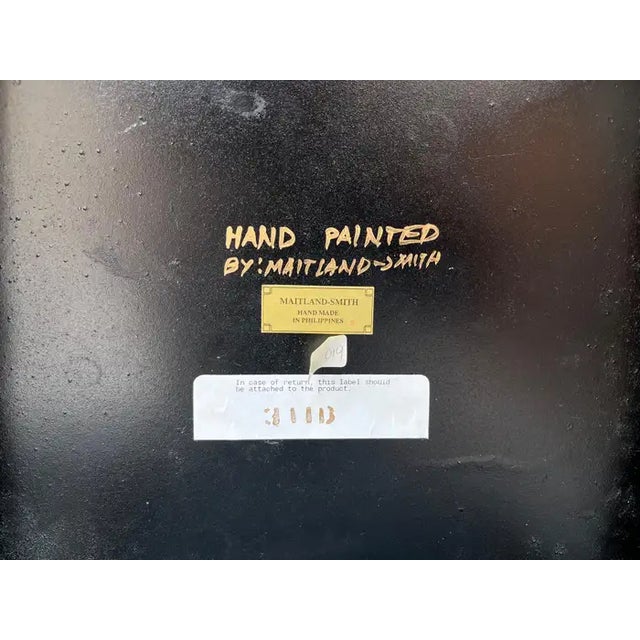 HAND PAINTED
BY: MAITLAND-SMITH
MAITLAND-SMITH
HAND MADE
IN PHILIPPINES
014
In case of return, this label should
be attached to the product.